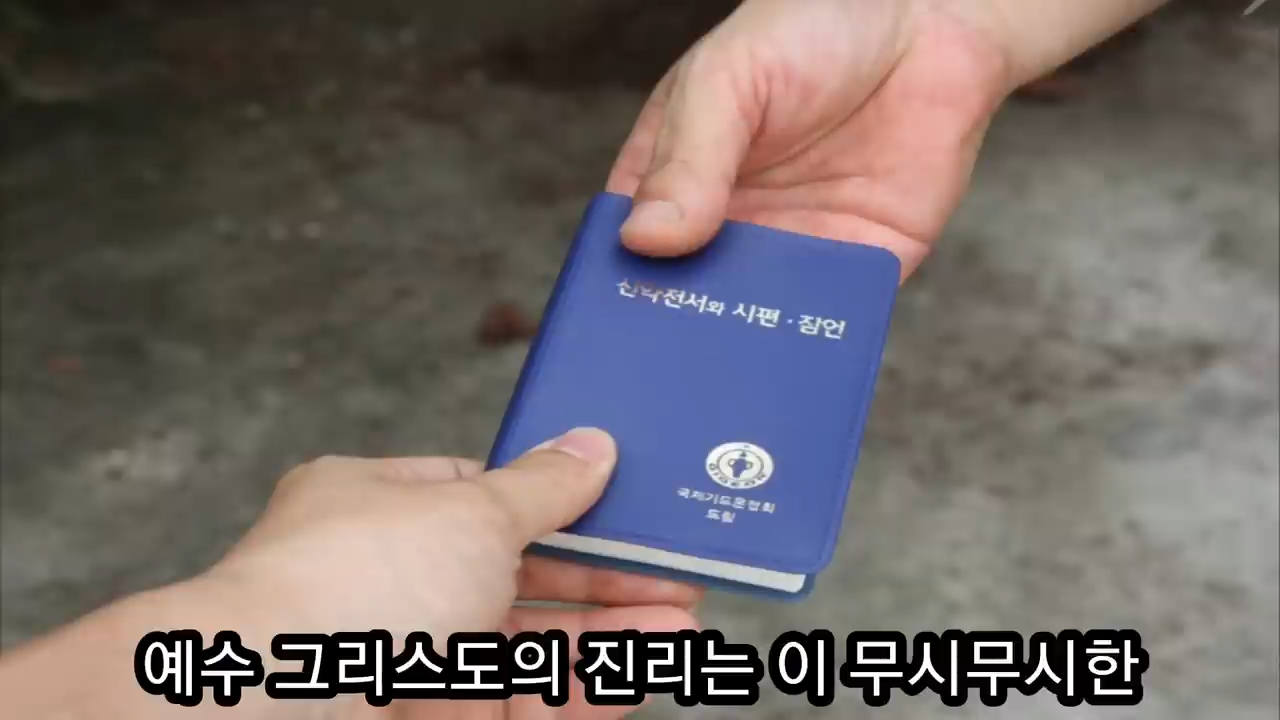 신약전서와 시편 · 잠언
GIDEON
국제기드온협회
드림
예수 그리스도의 진리는 이 무시무시한